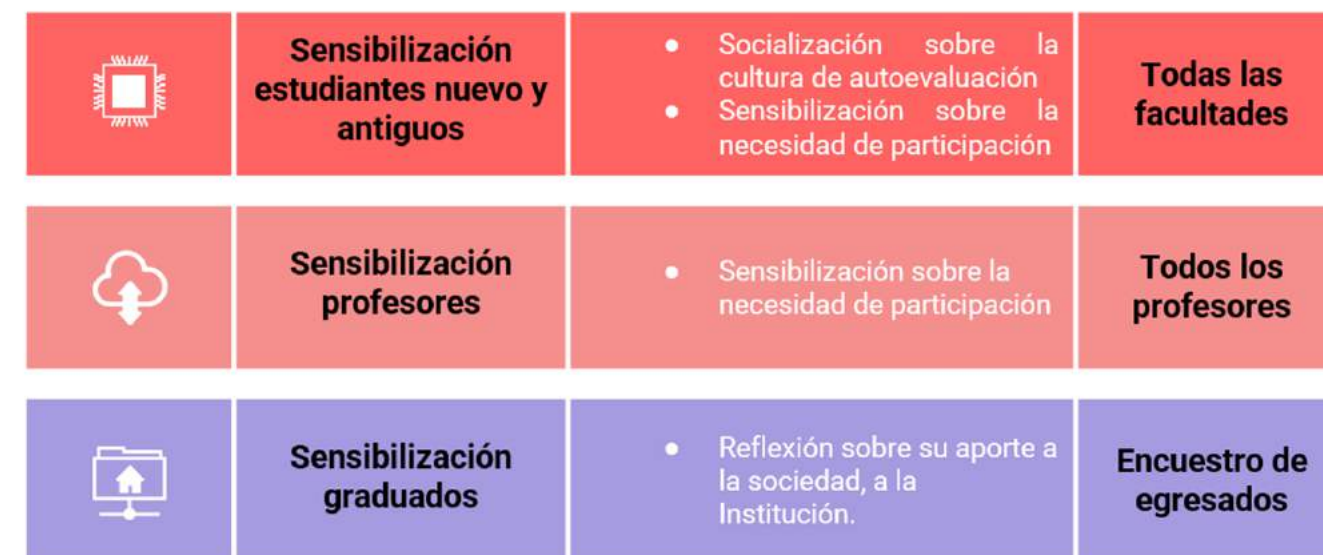 Sensibilización
estudiantes nuevo y
antiguos
● Socialización sobre la
cultura de autoevaluación
● Sensibilización sobre la
necesidad de participación
Todas las
facultades
Sensibilización
profesores
● Sensibilización sobre la
necesidad de participación
Todos los
profesores
Sensibilización
graduados
● Reflexión sobre su aporte a
la sociedad, a la
Institución.
Encuestro de
egresados